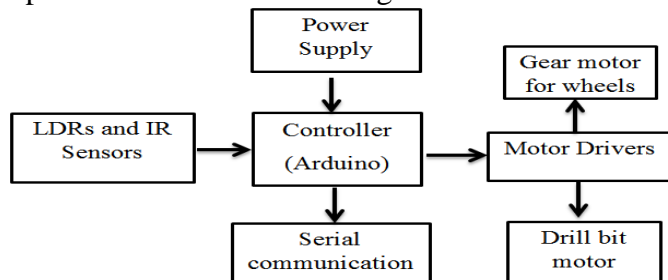 Power
Supply
Gear motor
for wheels
LDRs and IR
Sensors
Controller
(Arduino)
Motor Drivers
Serial
communication
Drill bit
motor